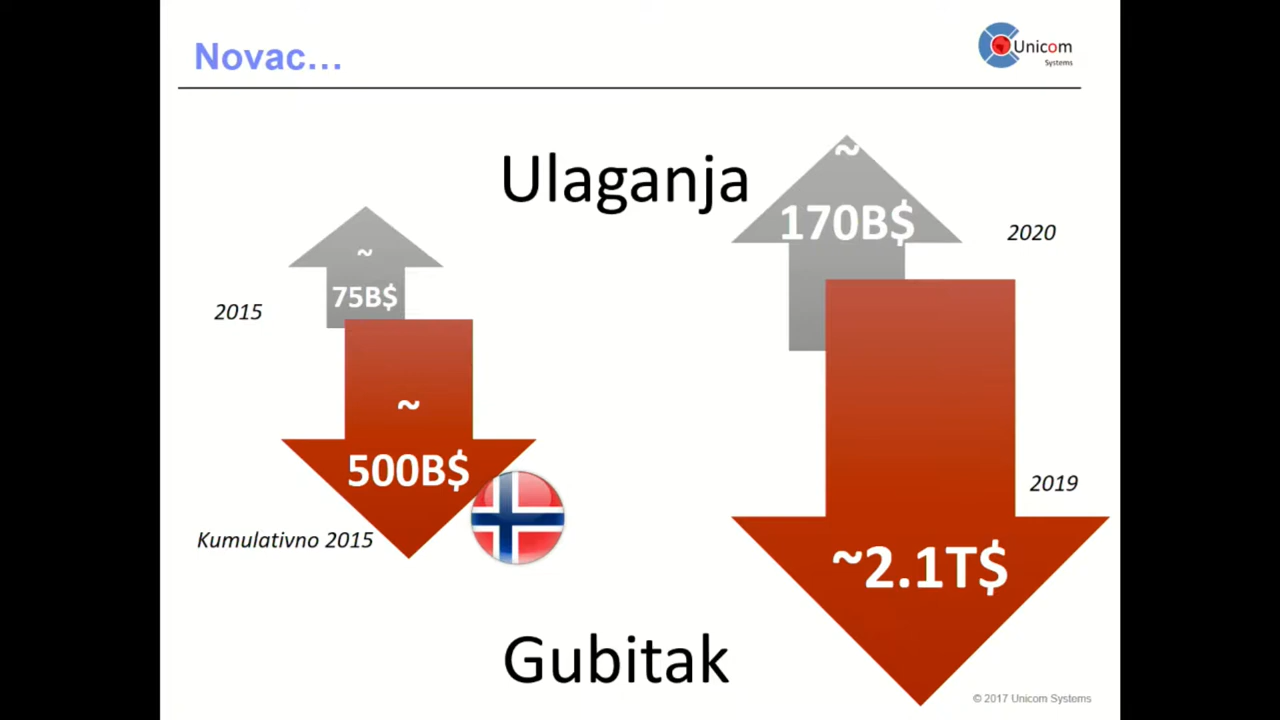 Novac...
Unicom
Systems
Ulaganja
~
170B$
2020
~
75B$
2015
~
500B$
2019
Kumulativno 2015
~2.1T$
Gubitak
© 2017 Unicom Systems